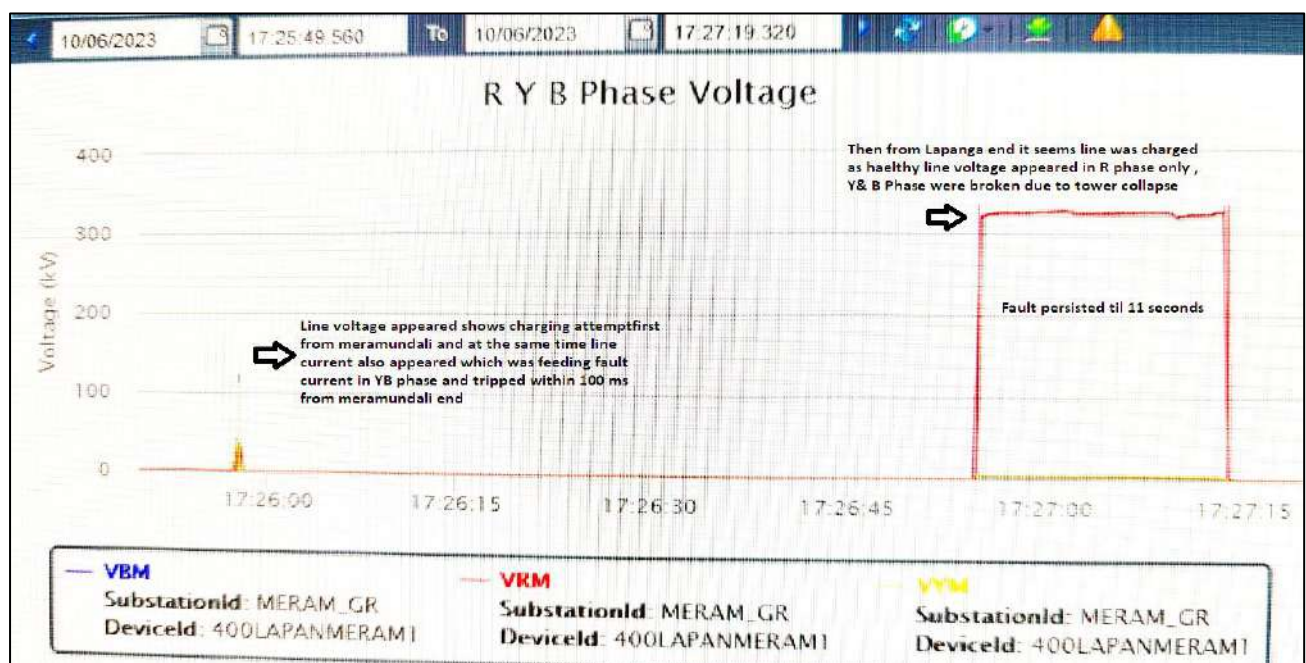 10/06/2023 17:25:49.560 To 10/06/2023 17:27:19.320
R Y B Phase Voltage
Then from Lapanga end it seems line was charged
as haelthy line voltage appeared in R phase only ,
Y& B Phase were broken due to tower collapse
400
300
200
100
0
Voltage (kV)
Fault persisted til 11 seconds
Line voltage appeared shows charging attemptfirst
from meramundali and at the same time line
current also appeared which was feeding fault
current in YB phase and tripped within 100 ms
from meramundali end
17:26:00 17:26:15 17:26:30 17:26:45 17:27:00 17:27:15
VBM
SubstationId: MERAM_GR
DeviceId: 400LAPANMERAM1
VRM
SubstationId: MERAM_GR
DeviceId: 400LAPANMERAM1
VYM
SubstationId: MERAM_GR
DeviceId: 400LAPANMERAM1